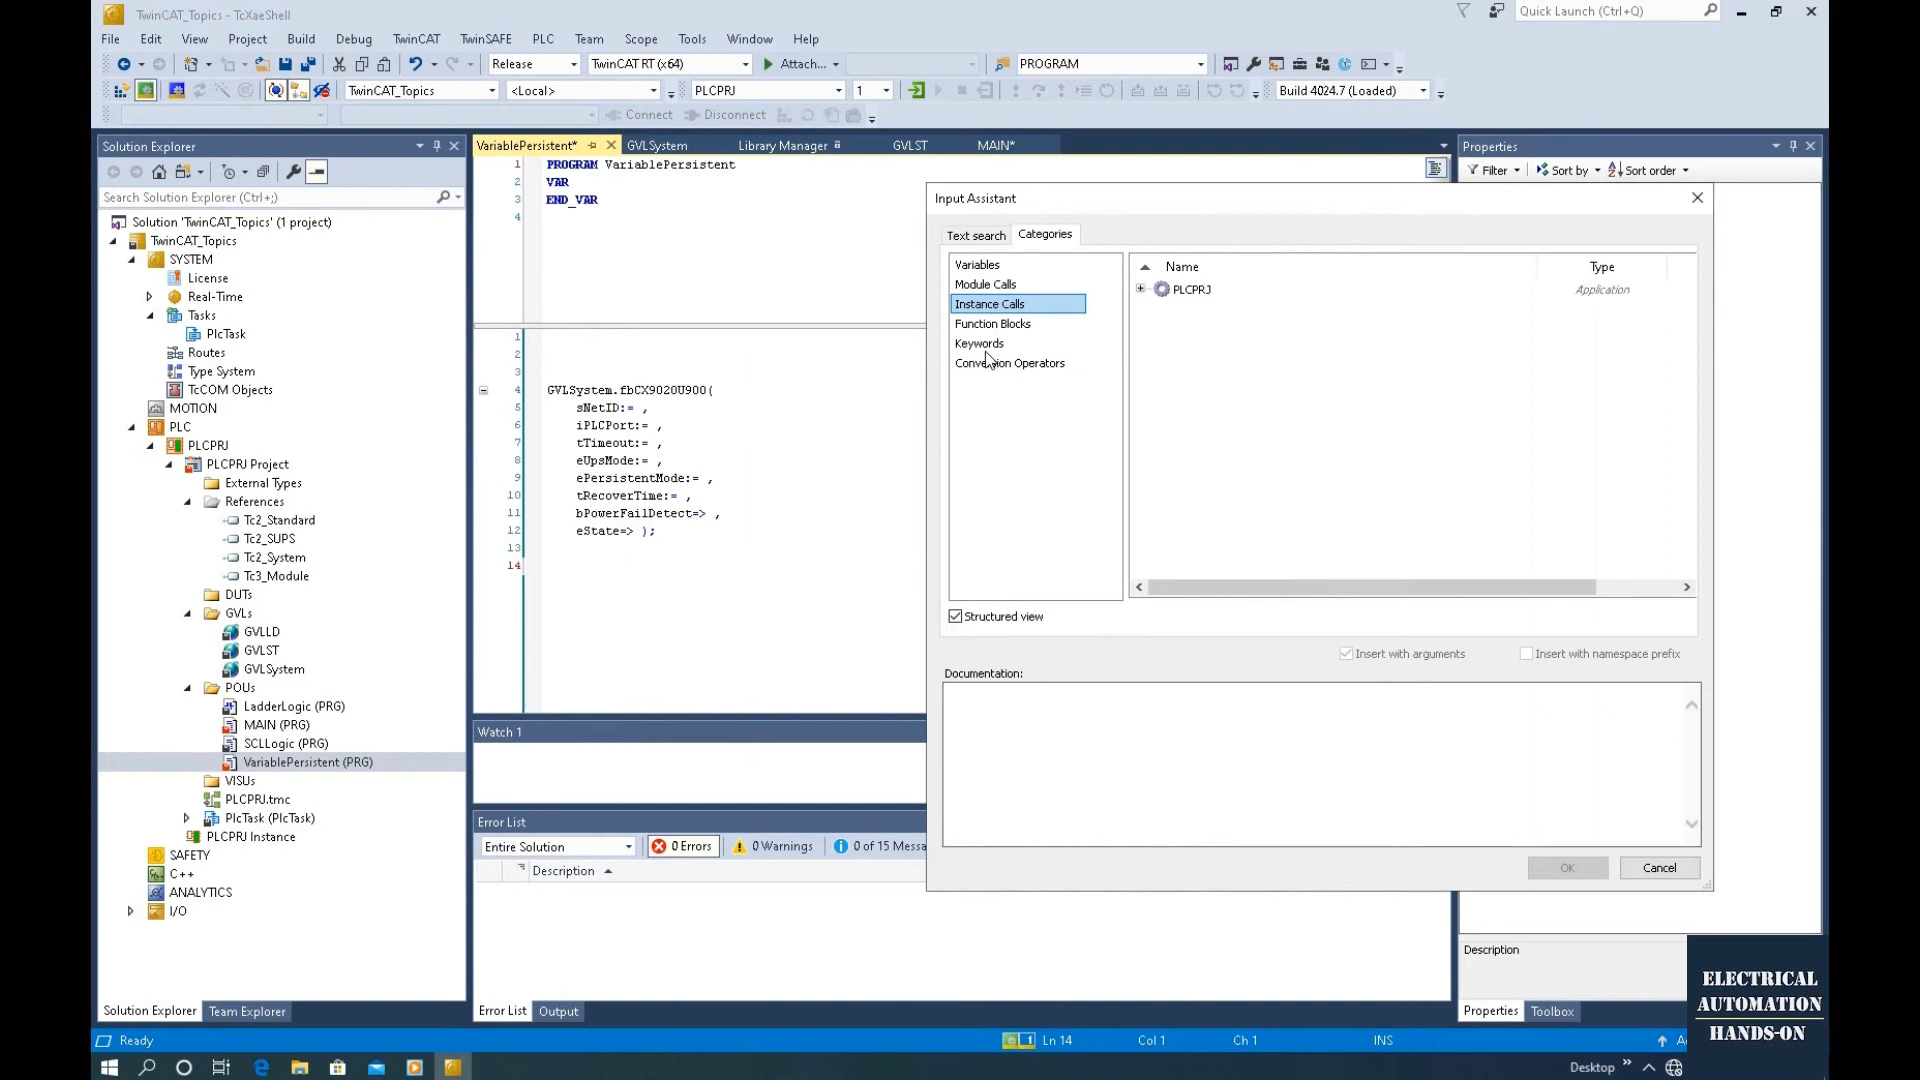 TwinCAT_Topics - TcXaeShell
Quick Launch (Ctrl+Q)
File Edit View Project Build Debug TwinCAT TwinSAFE PLC Team Scope Tools Window Help
Release TwinCAT RT (x64) Attach... PROGRAM
TwinCAT_Topics <Local> PLCPRJ 1 Build 4024.7 (Loaded)
Connect Disconnect
Solution Explorer
Search Solution Explorer (Ctrl+;)
Solution 'TwinCAT_Topics' (1 project)
TwinCAT_Topics
SYSTEM
License
Real-Time
Tasks
PlcTask
Routes
Type System
TcCOM Objects
MOTION
PLC
PLCPRJ
PLCPRJ Project
External Types
References
Tc2_Standard
Tc2_SUPS
Tc2_System
Tc3_Module
DUTs
GVLs
GVLLD
GVLST
GVLSystem
POUs
LadderLogic (PRG)
MAIN (PRG)
SCLLogic (PRG)
VariablePersistent (PRG)
VISUs
PLCPRJ.tmc
PlcTask (PlcTask)
PLCPRJ Instance
SAFETY
C++
ANALYTICS
I/O
Solution Explorer Team Explorer
VariablePersistent* GVLSystem Library Manager GVLST MAIN*
1 PROGRAM VariablePersistent
2 VAR
3 END_VAR
4
1
2
3
4 GVLSystem.fbCX9020U900(
5 sNetID:= ,
6 iPLCPort:= ,
7 tTimeout:= ,
8 eUpsMode:= ,
9 ePersistentMode:= ,
10 tRecoverTime:= ,
11 bPowerFailDetect=> ,
12 eState=> );
13
14
Watch 1
Error List
Entire Solution 0 Errors 0 Warnings 0 of 15 Messa
Description
Error List Output
Input Assistant
Text search Categories
Variables
Module Calls
Instance Calls
Function Blocks
Keywords
Conversion Operators
Name Type
PLCPRJ Application
Structured view
Insert with arguments Insert with namespace prefix
Documentation:
OK Cancel
Properties
Filter Sort by Sort order
Description
Properties Toolbox
ELECTRICAL
AUTOMATION
HANDS-ON
Ready 1 Ln 14 Col 1 Ch 1 INS
Desktop